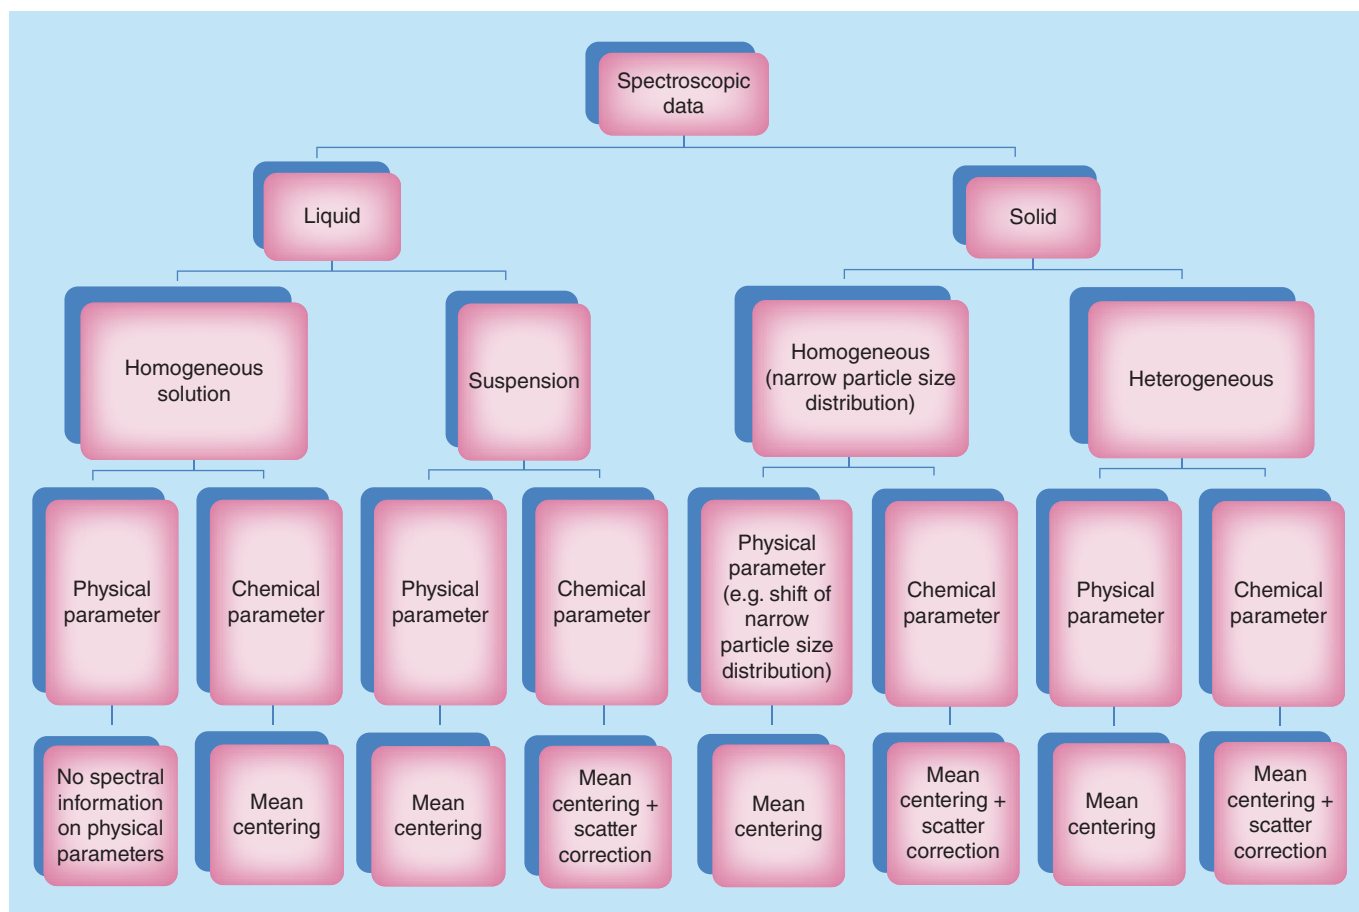 Spectroscopic
data
Liquid
Solid
Homogeneous
solution
Suspension
Homogeneous
(narrow particle size
distribution)
Heterogeneous
Physical
parameter
Chemical
parameter
Physical
parameter
Chemical
parameter
Physical
parameter
(e.g. shift of
narrow
particle size
distribution)
Chemical
parameter
Physical
parameter
Chemical
parameter
No spectral
information
on physical
parameters
Mean
centering
Mean
centering
Mean
centering +
scatter
correction
Mean
centering
Mean
centering +
scatter
correction
Mean
centering
Mean
centering +
scatter
correction